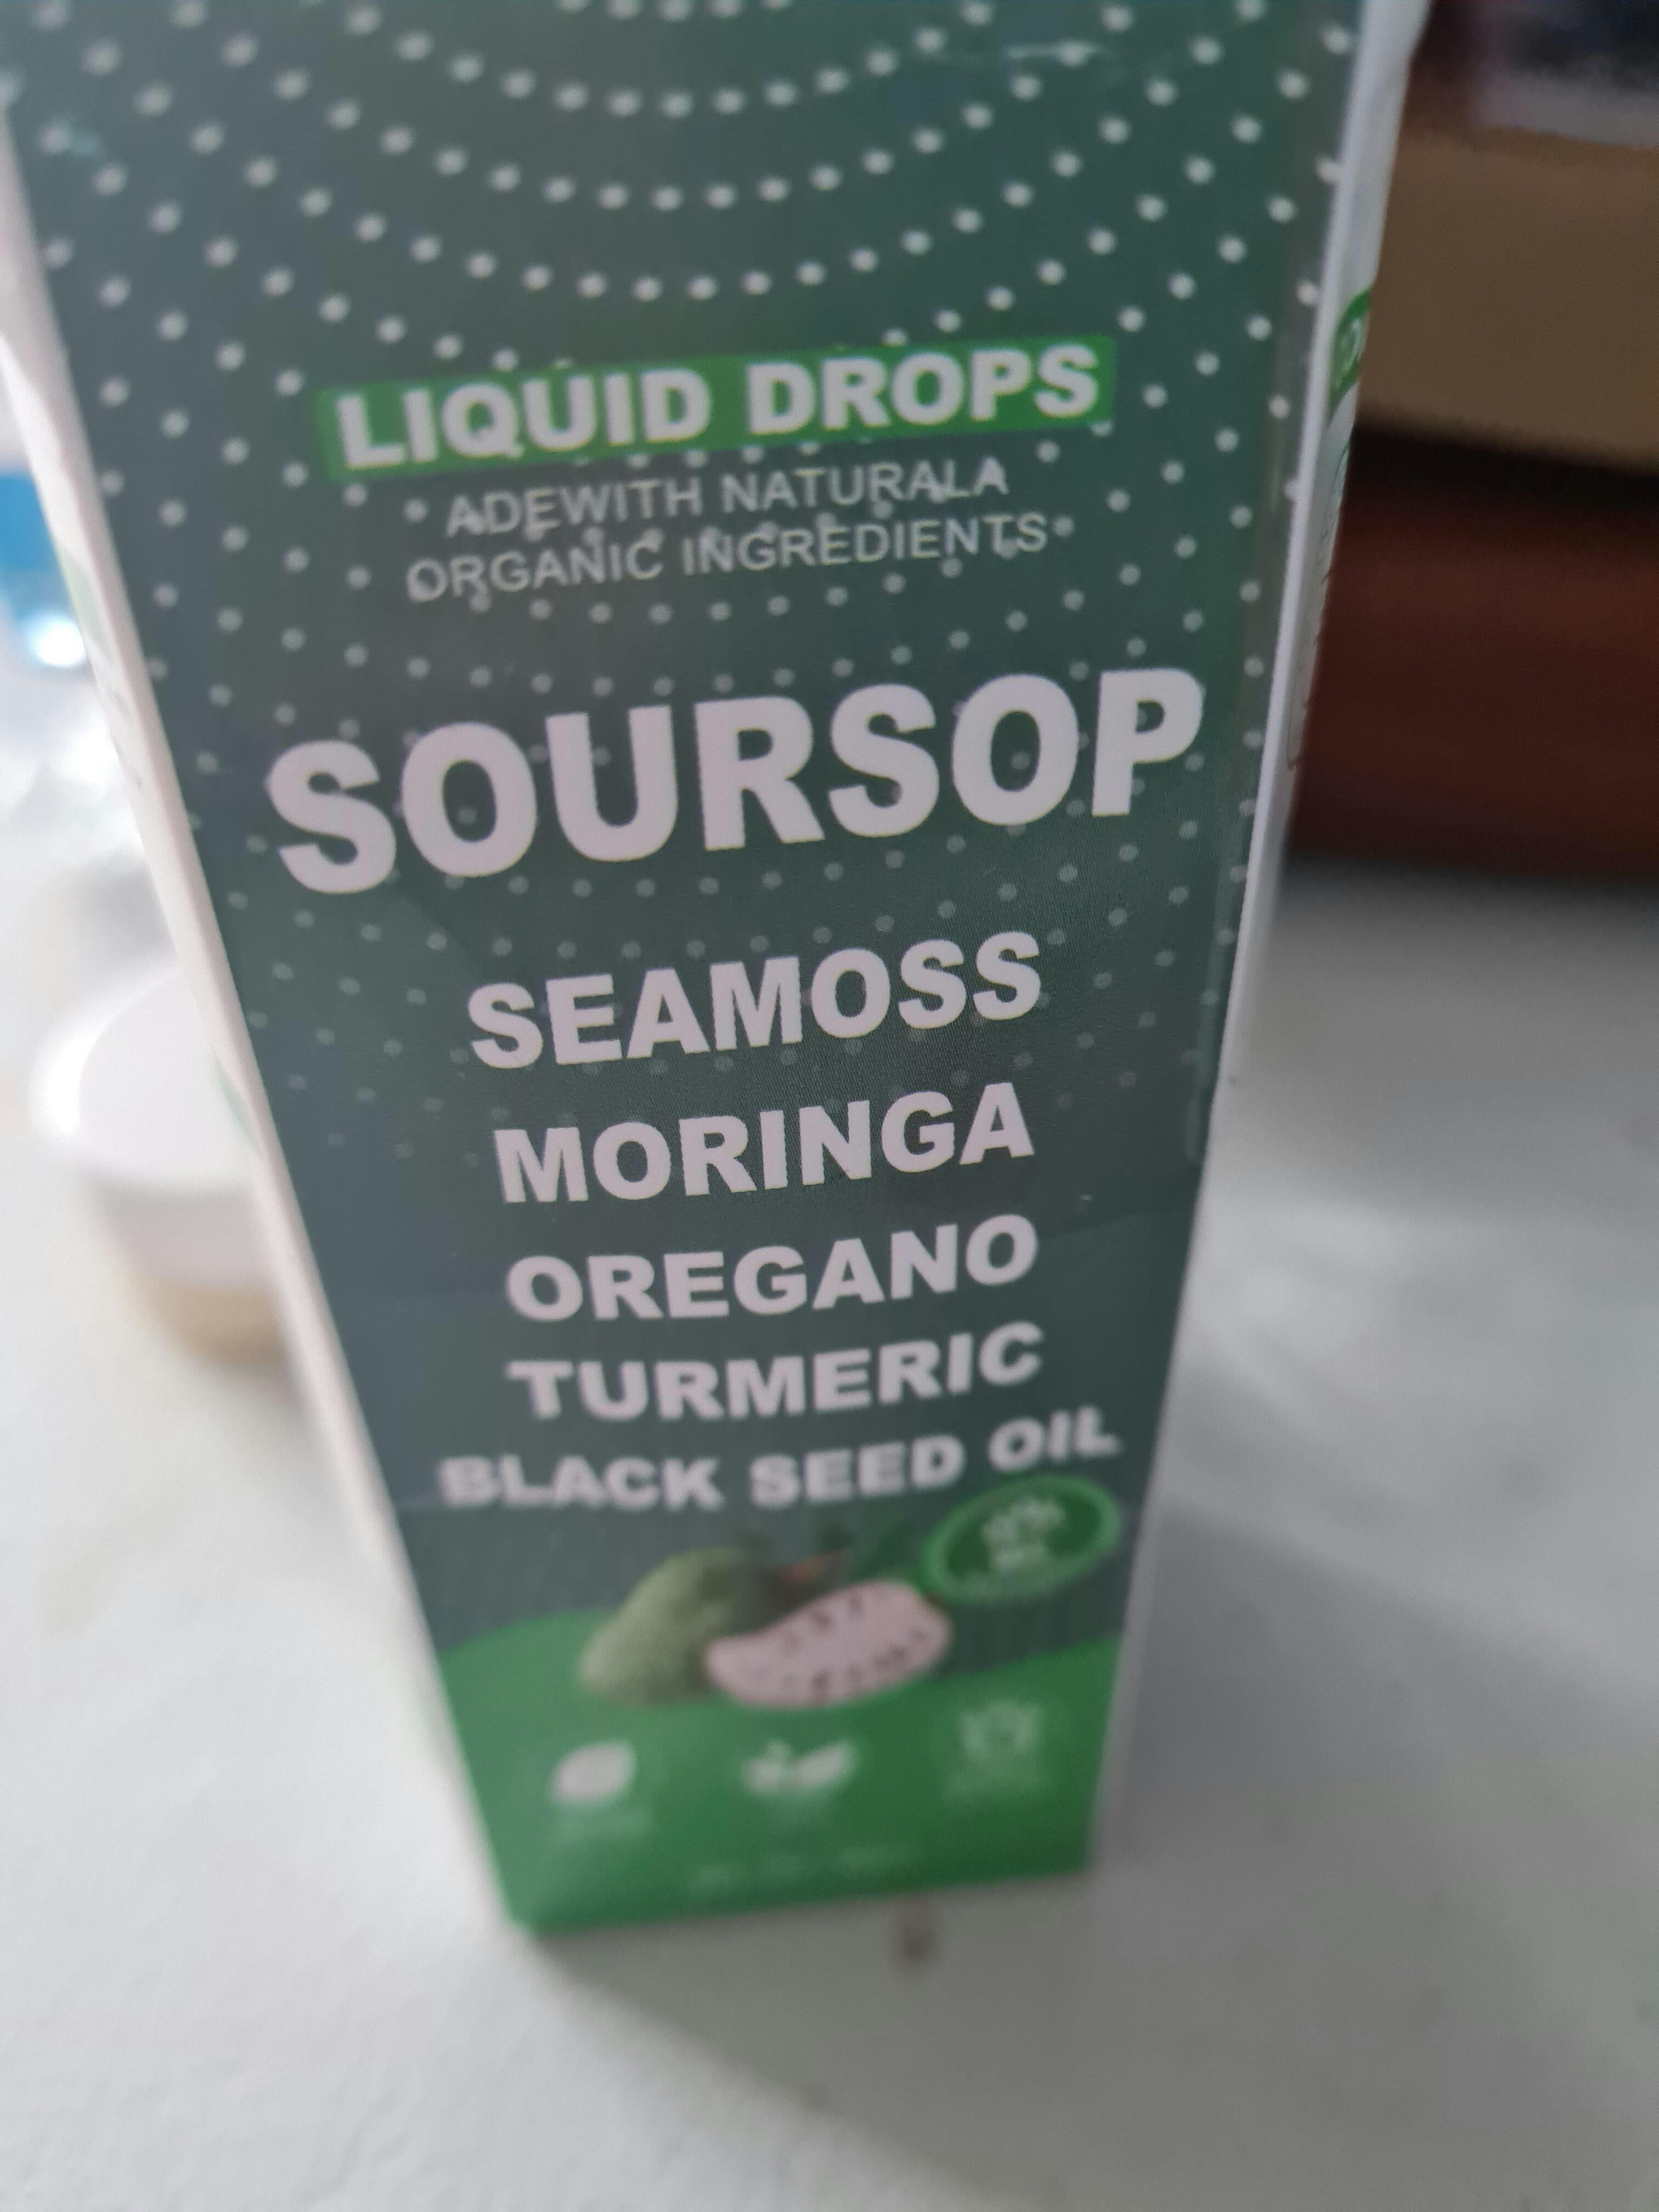 LIQUID DROPS
ADEWITH NATURALA
ORGANIC INGREDIENTS
SOURSOP
SEAMOSS
MORINGA
OREGANO
TURMERIC
BLACK SEED OIL